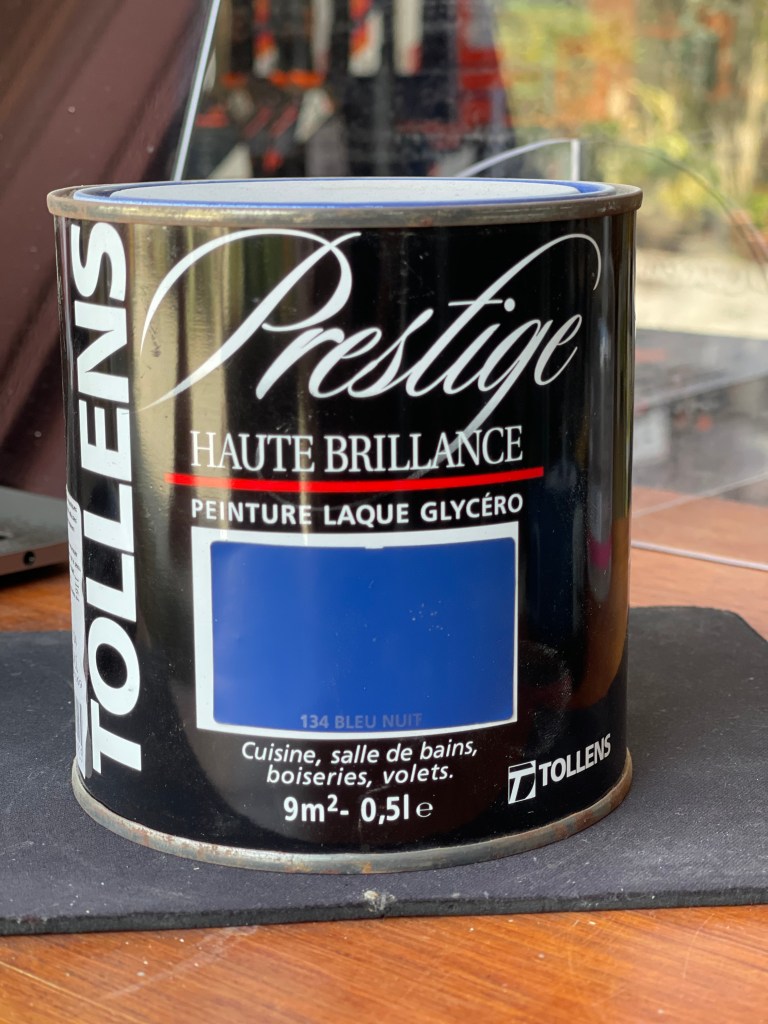 TOLLENS
Prestige
HAUTE BRILLANCE
PEINTURE LAQUE GLYCÉRO
134 BLEU NUIT
Cuisine, salle de bains,
boiseries, volets.
9m²- 0,5l e
TOLLENS